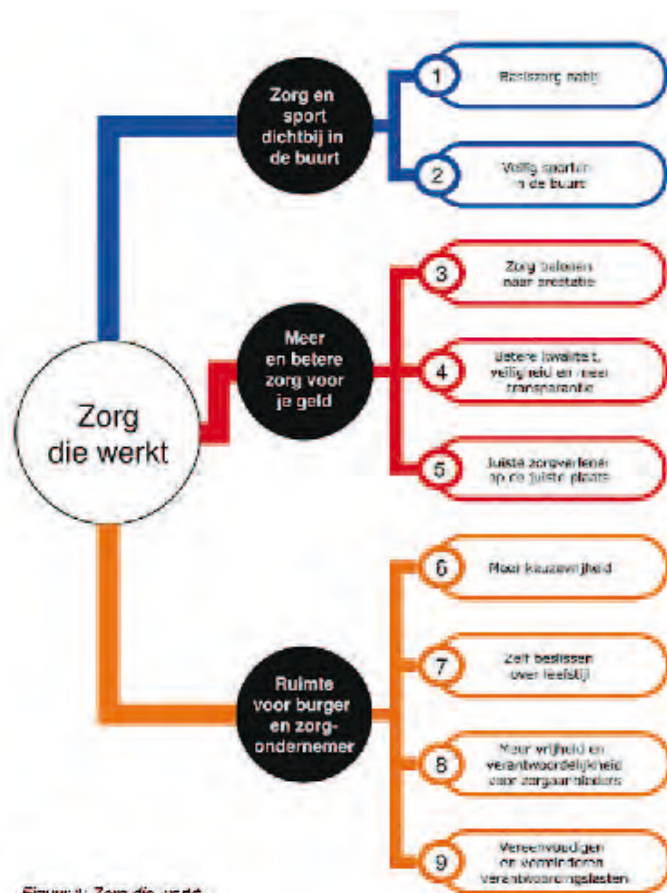 Zorg en
sport
dichtbij in
de buurt
1
Basiszorg nabij
2
Veilig sporten
in de buurt
Zorg
die werkt
Meer
en betere
zorg voor
je geld
3
Zorg belonen
naar prestatie
4
Betere kwaliteit,
veiligheid en meer
transparantie
5
Juiste zorgverlener
op de juiste plaats
Ruimte
voor burger
en zorg-
ondernemer
6
Meer keuzevrijheid
7
Zelf beslissen
over leefstijl
8
Meer vrijheid en
verantwoordelijkheid
voor zorgaanbieders
9
Vereenvoudigen
en verminderen
verantwoordingslasten
Zorg die werkt